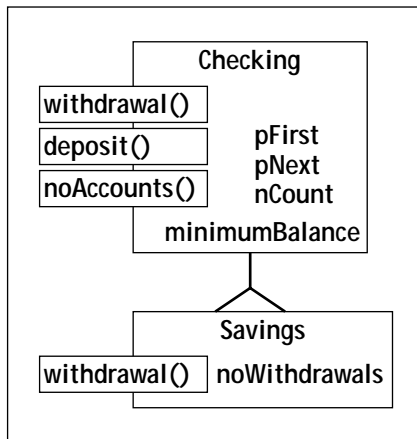 Checking
withdrawal()
deposit()
noAccounts()
pFirst
pNext
nCount
minimumBalance
Savings
withdrawal() noWithdrawals